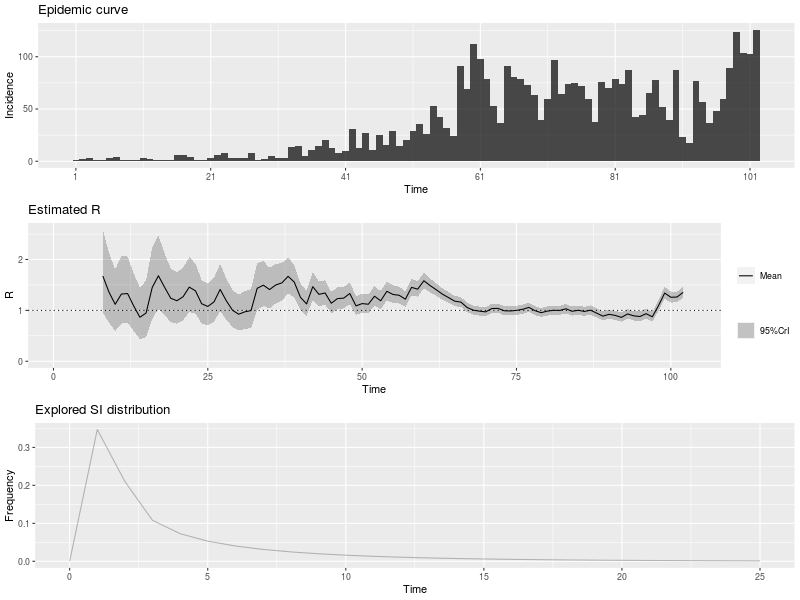 Epidemic curve
Incidence
100
50
0
1 21 41 61 81 101
Time
Estimated R
R
2
1
0
0 25 50 75 100
Time
Mean
95%CrI
Explored SI distribution
Frequency
0.3
0.2
0.1
0.0
0 5 10 15 20 25
Time